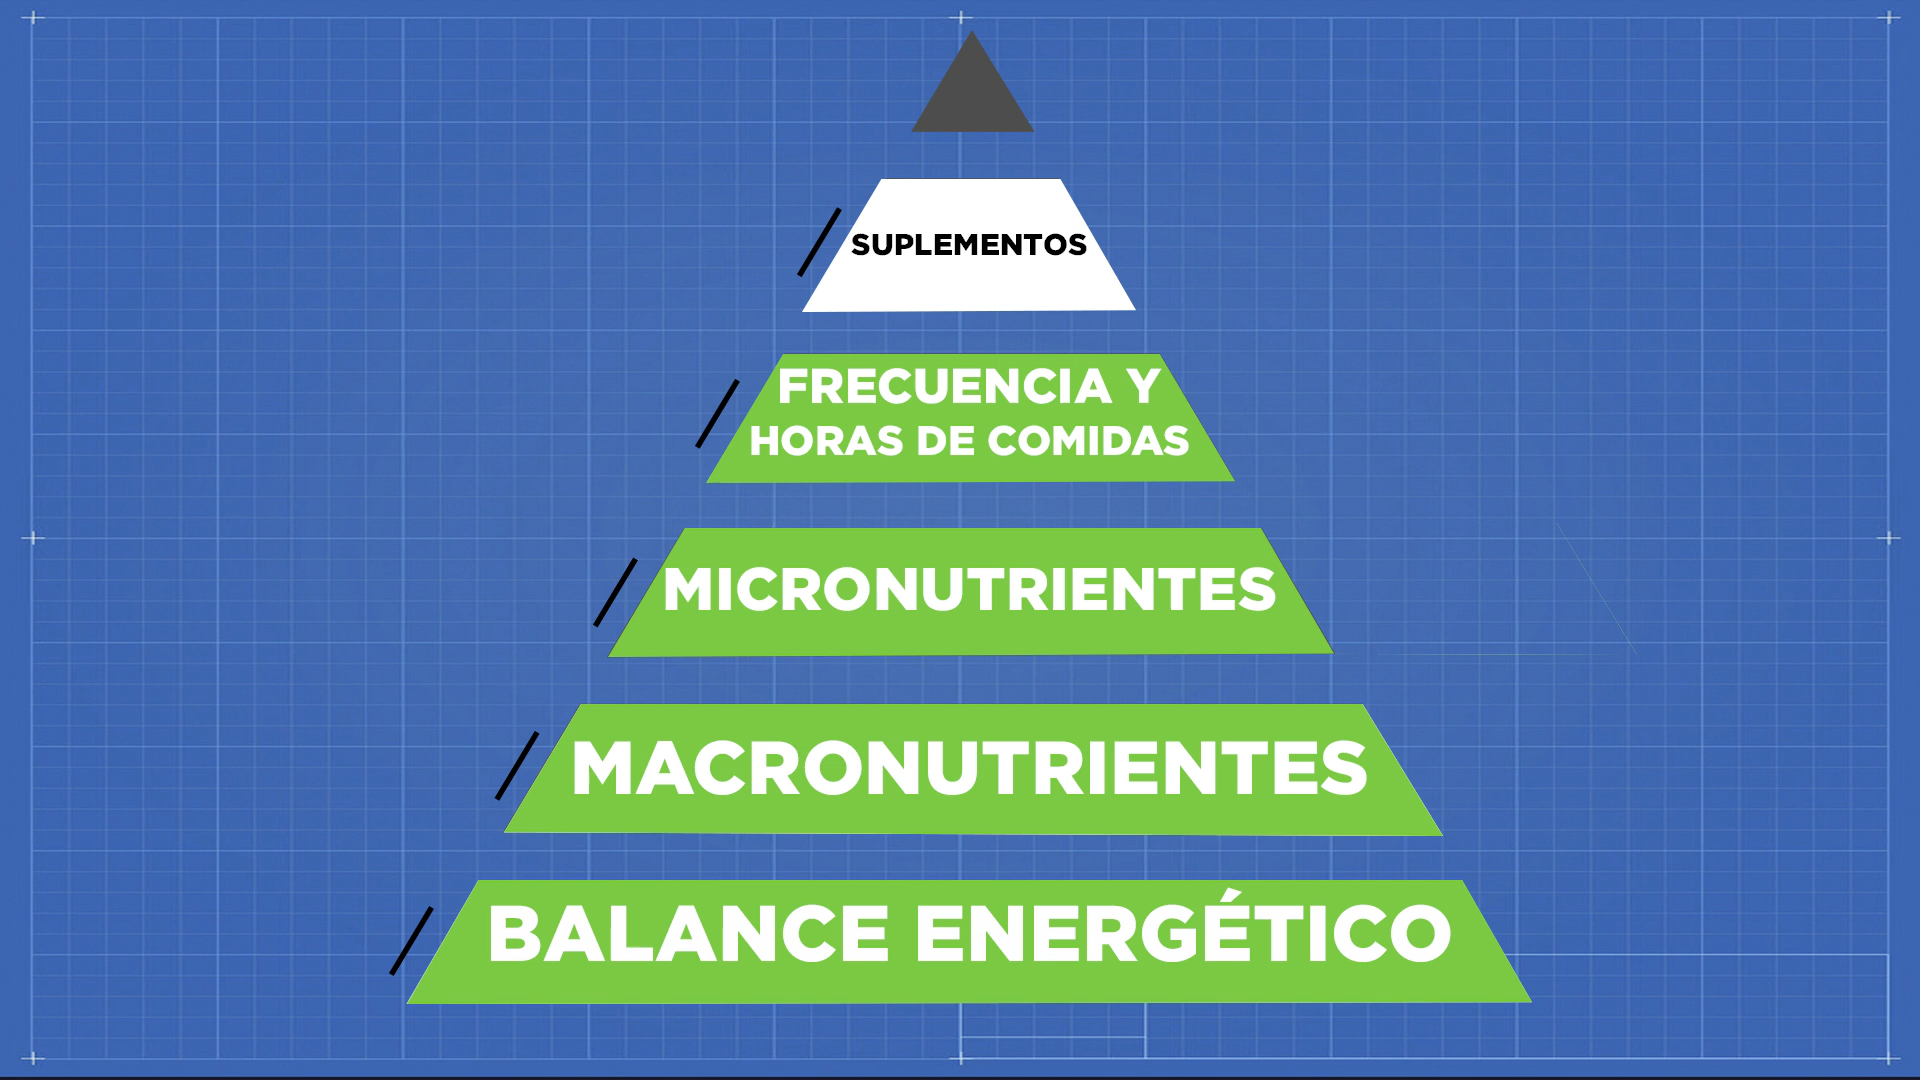 SUPLEMENTOS
FRECUENCIA Y
HORAS DE COMIDAS
MICRONUTRIENTES
MACRONUTRIENTES
BALANCE ENERGÉTICO